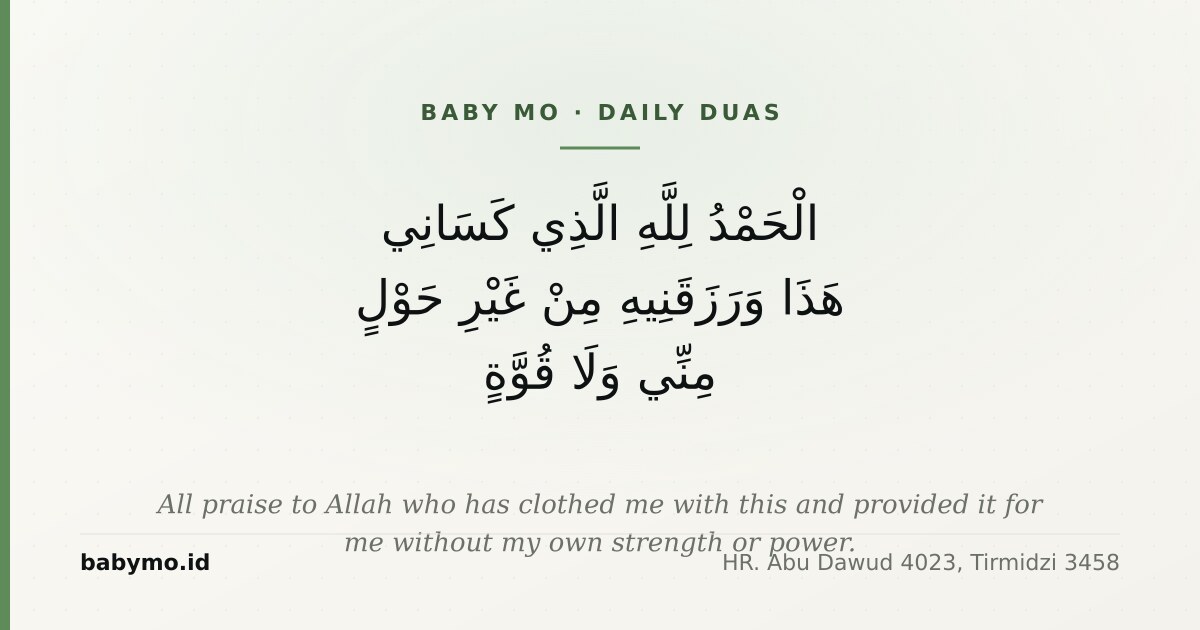 BABY MO · DAILY DUAS
الْحَمْدُ لِلَّهِ الَّذِي كَسَانِي
هَذَا وَرَزَقَنِيهِ مِنْ غَيْرِ حَوْلٍ
مِنِّي وَلَا قُوَّةٍ
All praise to Allah who has clothed me with this and provided it for
me without my own strength or power.
babymo.id
HR. Abu Dawud 4023, Tirmidzi 3458